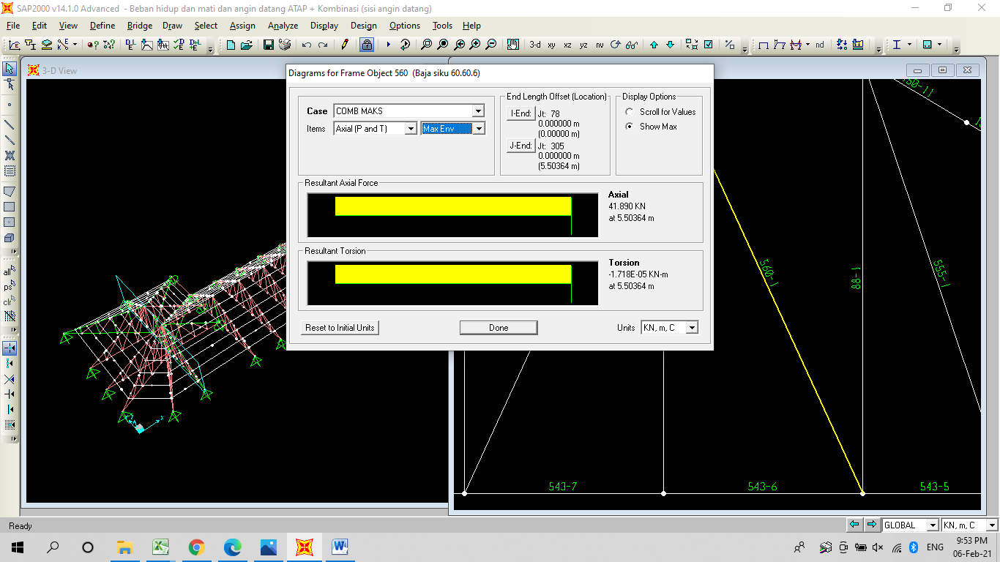 SAP2000 v14.1.0 Advanced - Beban hidup dan mati dan angin datang ATAP + Kombinasi (sisi angin datang)
File Edit View Define Bridge Draw Select Assign Analyze Display Design Options Tools Help
3-d xy xz yz nv nd
3-D View
Diagrams for Frame Object 560 (Baja siku 60.60.6)
Case COMB MAKS
Items Axial (P and T) Max Env
End Length Offset (Location)
I-End: Jt: 78
0.000000 m
(0.00000 m)
J-End: Jt: 305
0.000000 m
(5.50364 m)
Display Options
Scroll for Values
Show Max
Resultant Axial Force
Axial
41.890 KN
at 5.50364 m
Resultant Torsion
Torsion
-1.718E-05 KN-m
at 5.50364 m
Reset to Initial Units Done Units KN, m, C
all
ps
clr
560-1
88-1
555-1
543-7 543-6 543-5
Ready GLOBAL KN, m, C
ENG
9:53 PM
06-Feb-21